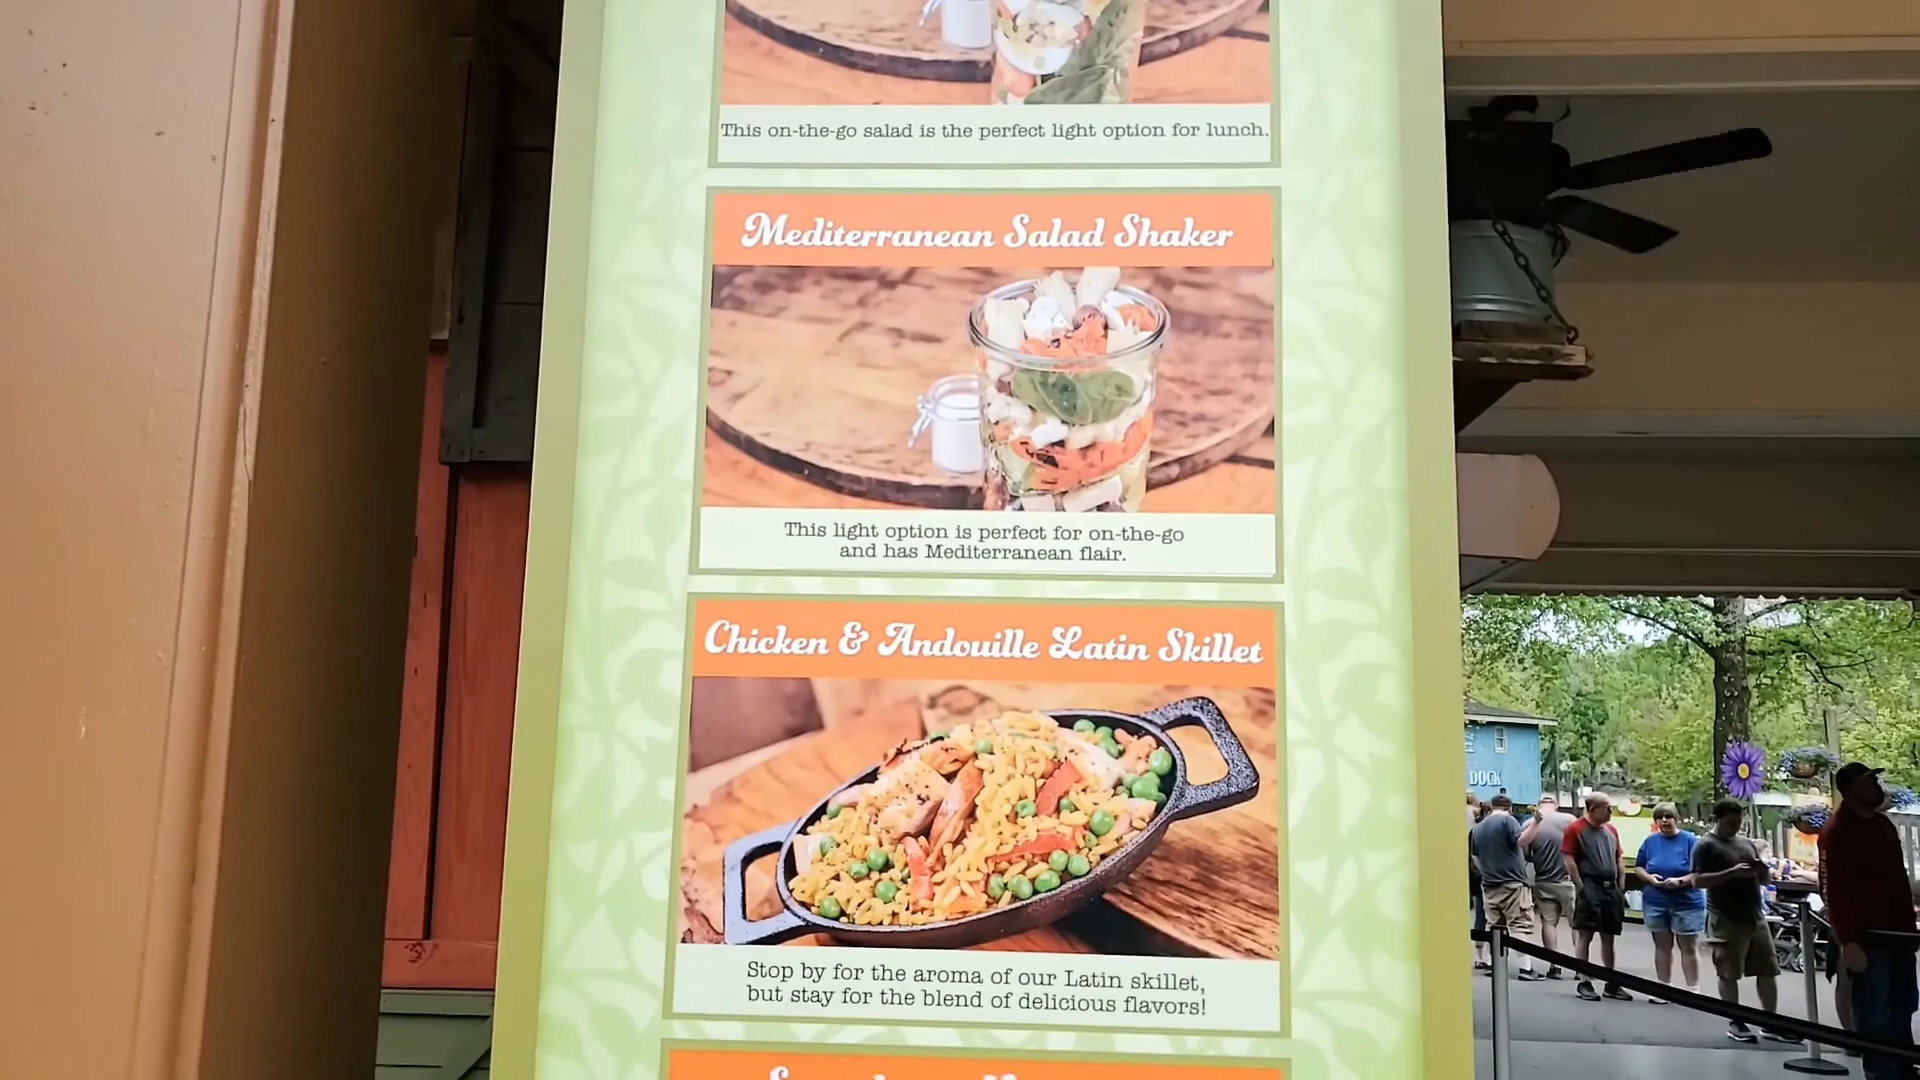 This on-the-go salad is the perfect light option for lunch.
Mediterranean Salad Shaker
This light option is perfect for on-the-go
and has Mediterranean flair.
Chicken & Andouille Latin Skillet
Stop by for the aroma of our Latin skillet,
but stay for the blend of delicious flavors!
DOCK